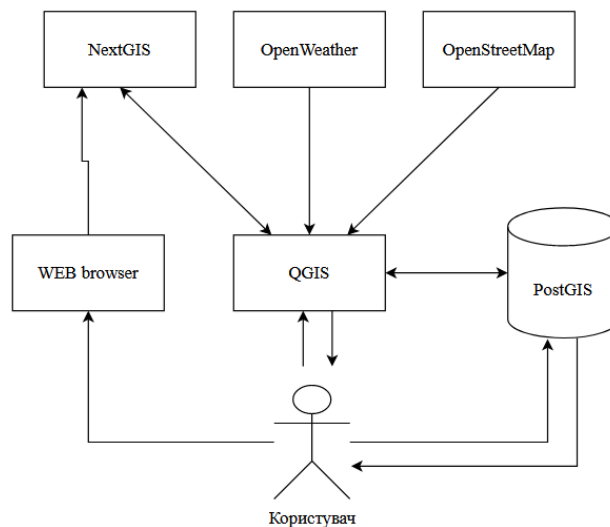 NextGIS
OpenWeather
OpenStreetMap
WEB browser
QGIS
PostGIS
Користувач